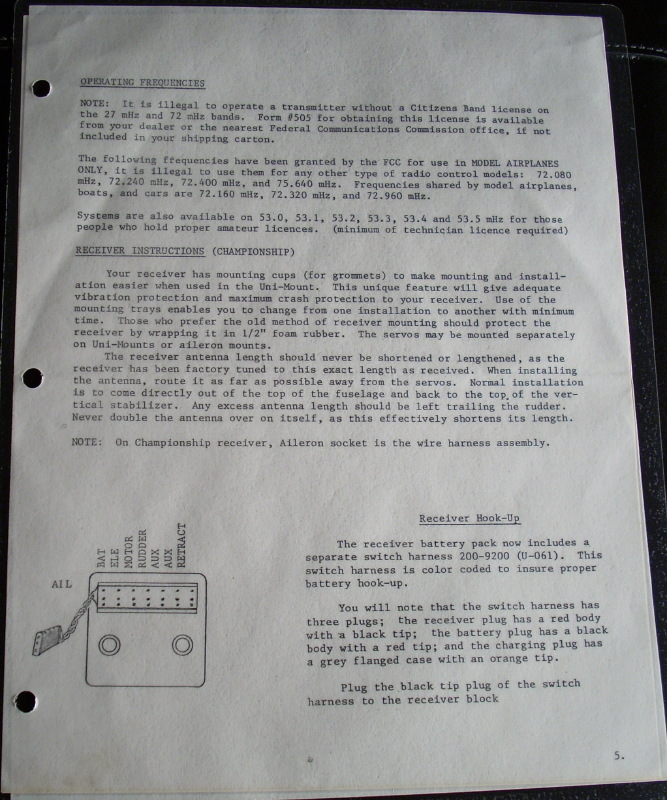 OPERATING FREQUENCIES
NOTE: It is illegal to operate a transmitter without a Citizens Band license on
the 27 mHz and 72 mHz bands. Form #505 for obtaining this license is available
from your dealer or the nearest Federal Communications Commission office, if not
included in your shipping carton.
The following frequencies have been granted by the FCC for use in MODEL AIRPLANES
ONLY, it is illegal to use them for any other type of radio control models: 72.080
mHz, 72.240 mHz, 72.400 mHz, and 75.640 mHz. Frequencies shared by model airplanes,
boats, and cars are 72.160 mHz, 72.320 mHz, and 72.960 mHz.
Systems are also available on 53.0, 53.1, 53.2, 53.3, 53.4 and 53.5 mHz for those
people who hold proper amateur licences. (minimum of technician licence required)
RECEIVER INSTRUCTIONS (CHAMPIONSHIP)
Your receiver has mounting cups (for grommets) to make mounting and install-
ation easier when used in the Uni-Mount. This unique feature will give adequate
vibration protection and maximum crash protection to your receiver. Use of the
mounting trays enables you to change from one installation to another with minimum
time. Those who prefer the old method of receiver mounting should protect the
receiver by wrapping it in 1/2" foam rubber. The servos may be mounted separately
on Uni-Mounts or aileron mounts.
The receiver antenna length should never be shortened or lengthened, as the
receiver has been factory tuned to this exact length as received. When installing
the antenna, route it as far as possible away from the servos. Normal installation
is to come directly out of the top of the fuselage and back to the top of the ver-
tical stabilizer. Any excess antenna length should be left trailing the rudder.
Never double the antenna over on itself, as this effectively shortens its length.
NOTE: On Championship receiver, Aileron socket is the wire harness assembly.
BAT
ELE
MOTOR
RUDDER
AUX
AUX
RETRACT
AIL
Receiver Hook-Up
The receiver battery pack now includes a
separate switch harness 200-9200 (U-061). This
switch harness is color coded to insure proper
battery hook-up.
You will note that the switch harness has
three plugs; the receiver plug has a red body
with a black tip; the battery plug has a black
body with a red tip; and the charging plug has
a grey flanged case with an orange tip.
Plug the black tip plug of the switch
harness to the receiver block
5.